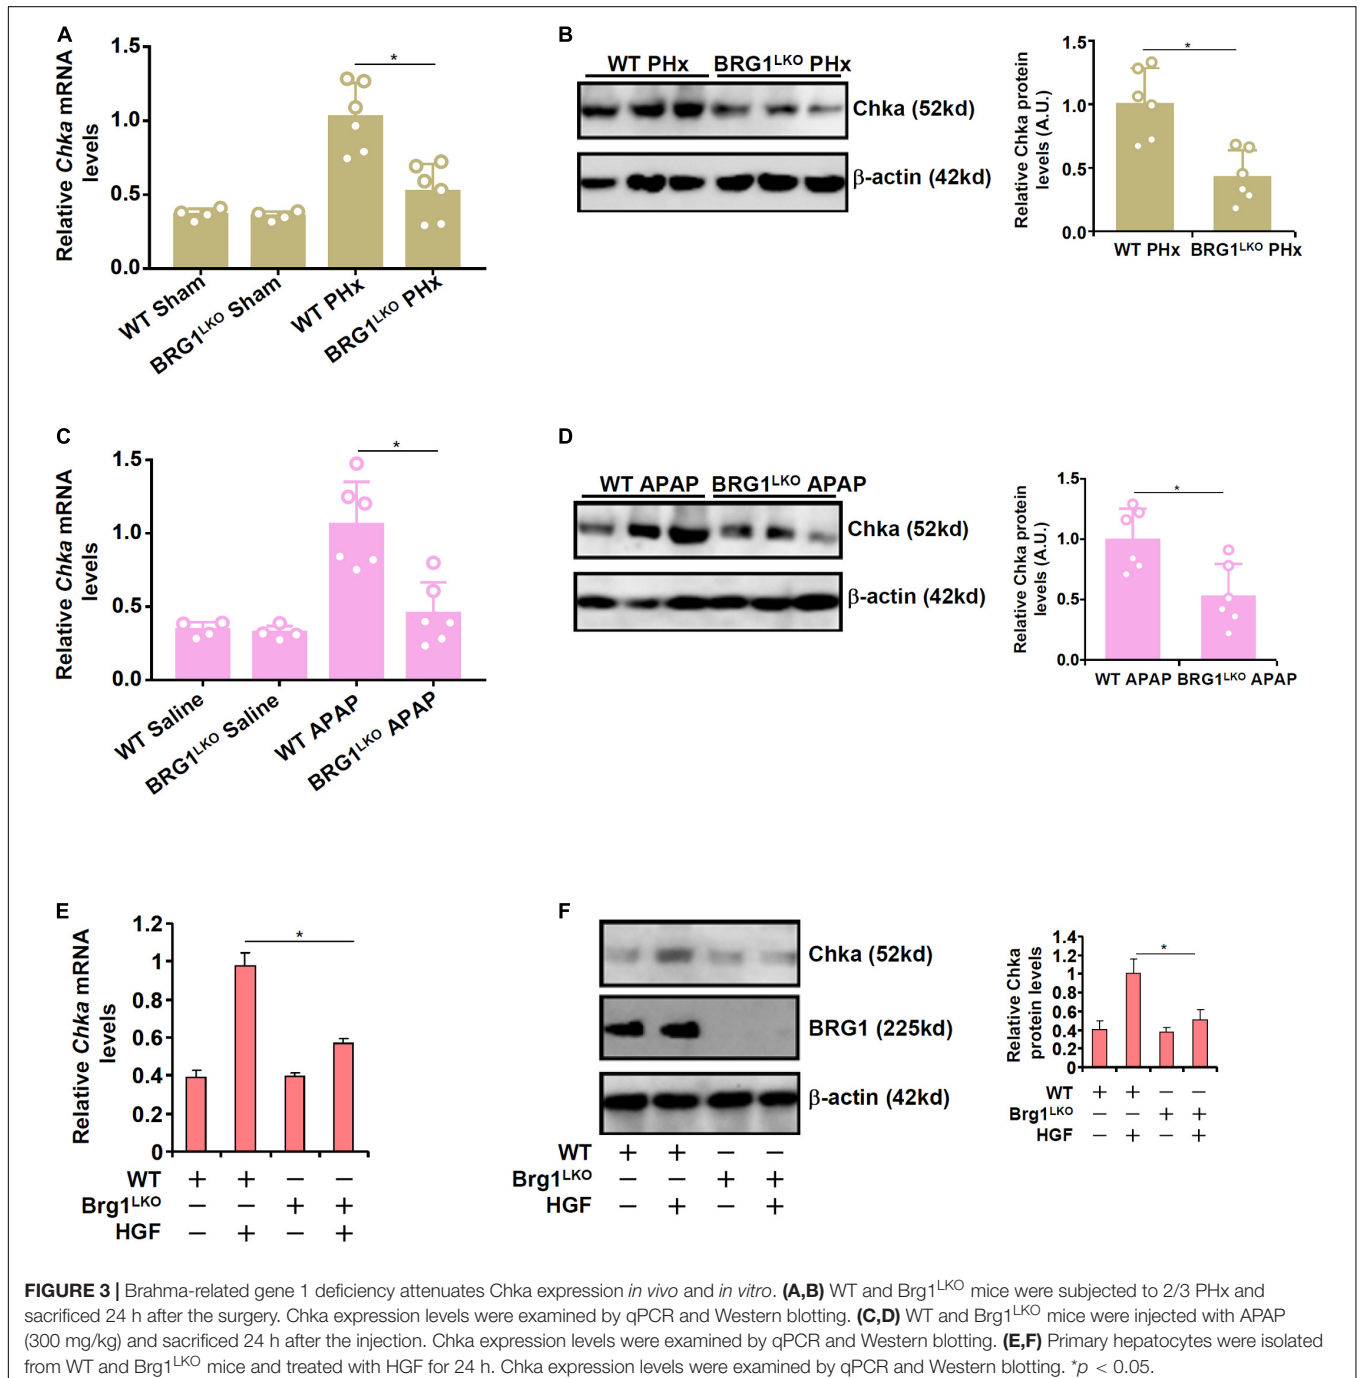 A
Relative Chka mRNA
levels
1.5
1.0
0.5
0.0
*
WT Sham
BRG1LKO Sham
WT PHx
BRG1LKO PHx
B
WT PHx BRG1LKO PHx
Chka (52kd)
β-actin (42kd)
Relative Chka protein
levels (A.U.)
1.5
1.0
0.5
0.0
*
WT PHx BRG1LKO PHx
C
Relative Chka mRNA
levels
1.5
1.0
0.5
0.0
*
WT Saline
BRG1LKO Saline
WT APAP
BRG1LKO APAP
D
WT APAP BRG1LKO APAP
Chka (52kd)
β-actin (42kd)
Relative Chka protein
levels (A.U.)
1.5
1.0
0.5
0.0
*
WT APAP BRG1LKO APAP
E
Relative Chka mRNA
levels
1.2
1
0.8
0.6
0.4
0.2
0
*
WT + + − −
Brg1LKO − − + +
HGF − + − +
F
Chka (52kd)
BRG1 (225kd)
β-actin (42kd)
WT + + − −
Brg1LKO − − + +
HGF − + − +
Relative Chka
protein levels
1.4
1.2
1
0.8
0.6
0.4
0.2
0
*
WT + + − −
Brg1LKO − − + +
HGF − + − +
FIGURE 3 | Brahma-related gene 1 deficiency attenuates Chka expression in vivo and in vitro. (A,B) WT and Brg1LKO mice were subjected to 2/3 PHx and
sacrificed 24 h after the surgery. Chka expression levels were examined by qPCR and Western blotting. (C,D) WT and Brg1LKO mice were injected with APAP
(300 mg/kg) and sacrificed 24 h after the injection. Chka expression levels were examined by qPCR and Western blotting. (E,F) Primary hepatocytes were isolated
from WT and Brg1LKO mice and treated with HGF for 24 h. Chka expression levels were examined by qPCR and Western blotting. *p < 0.05.